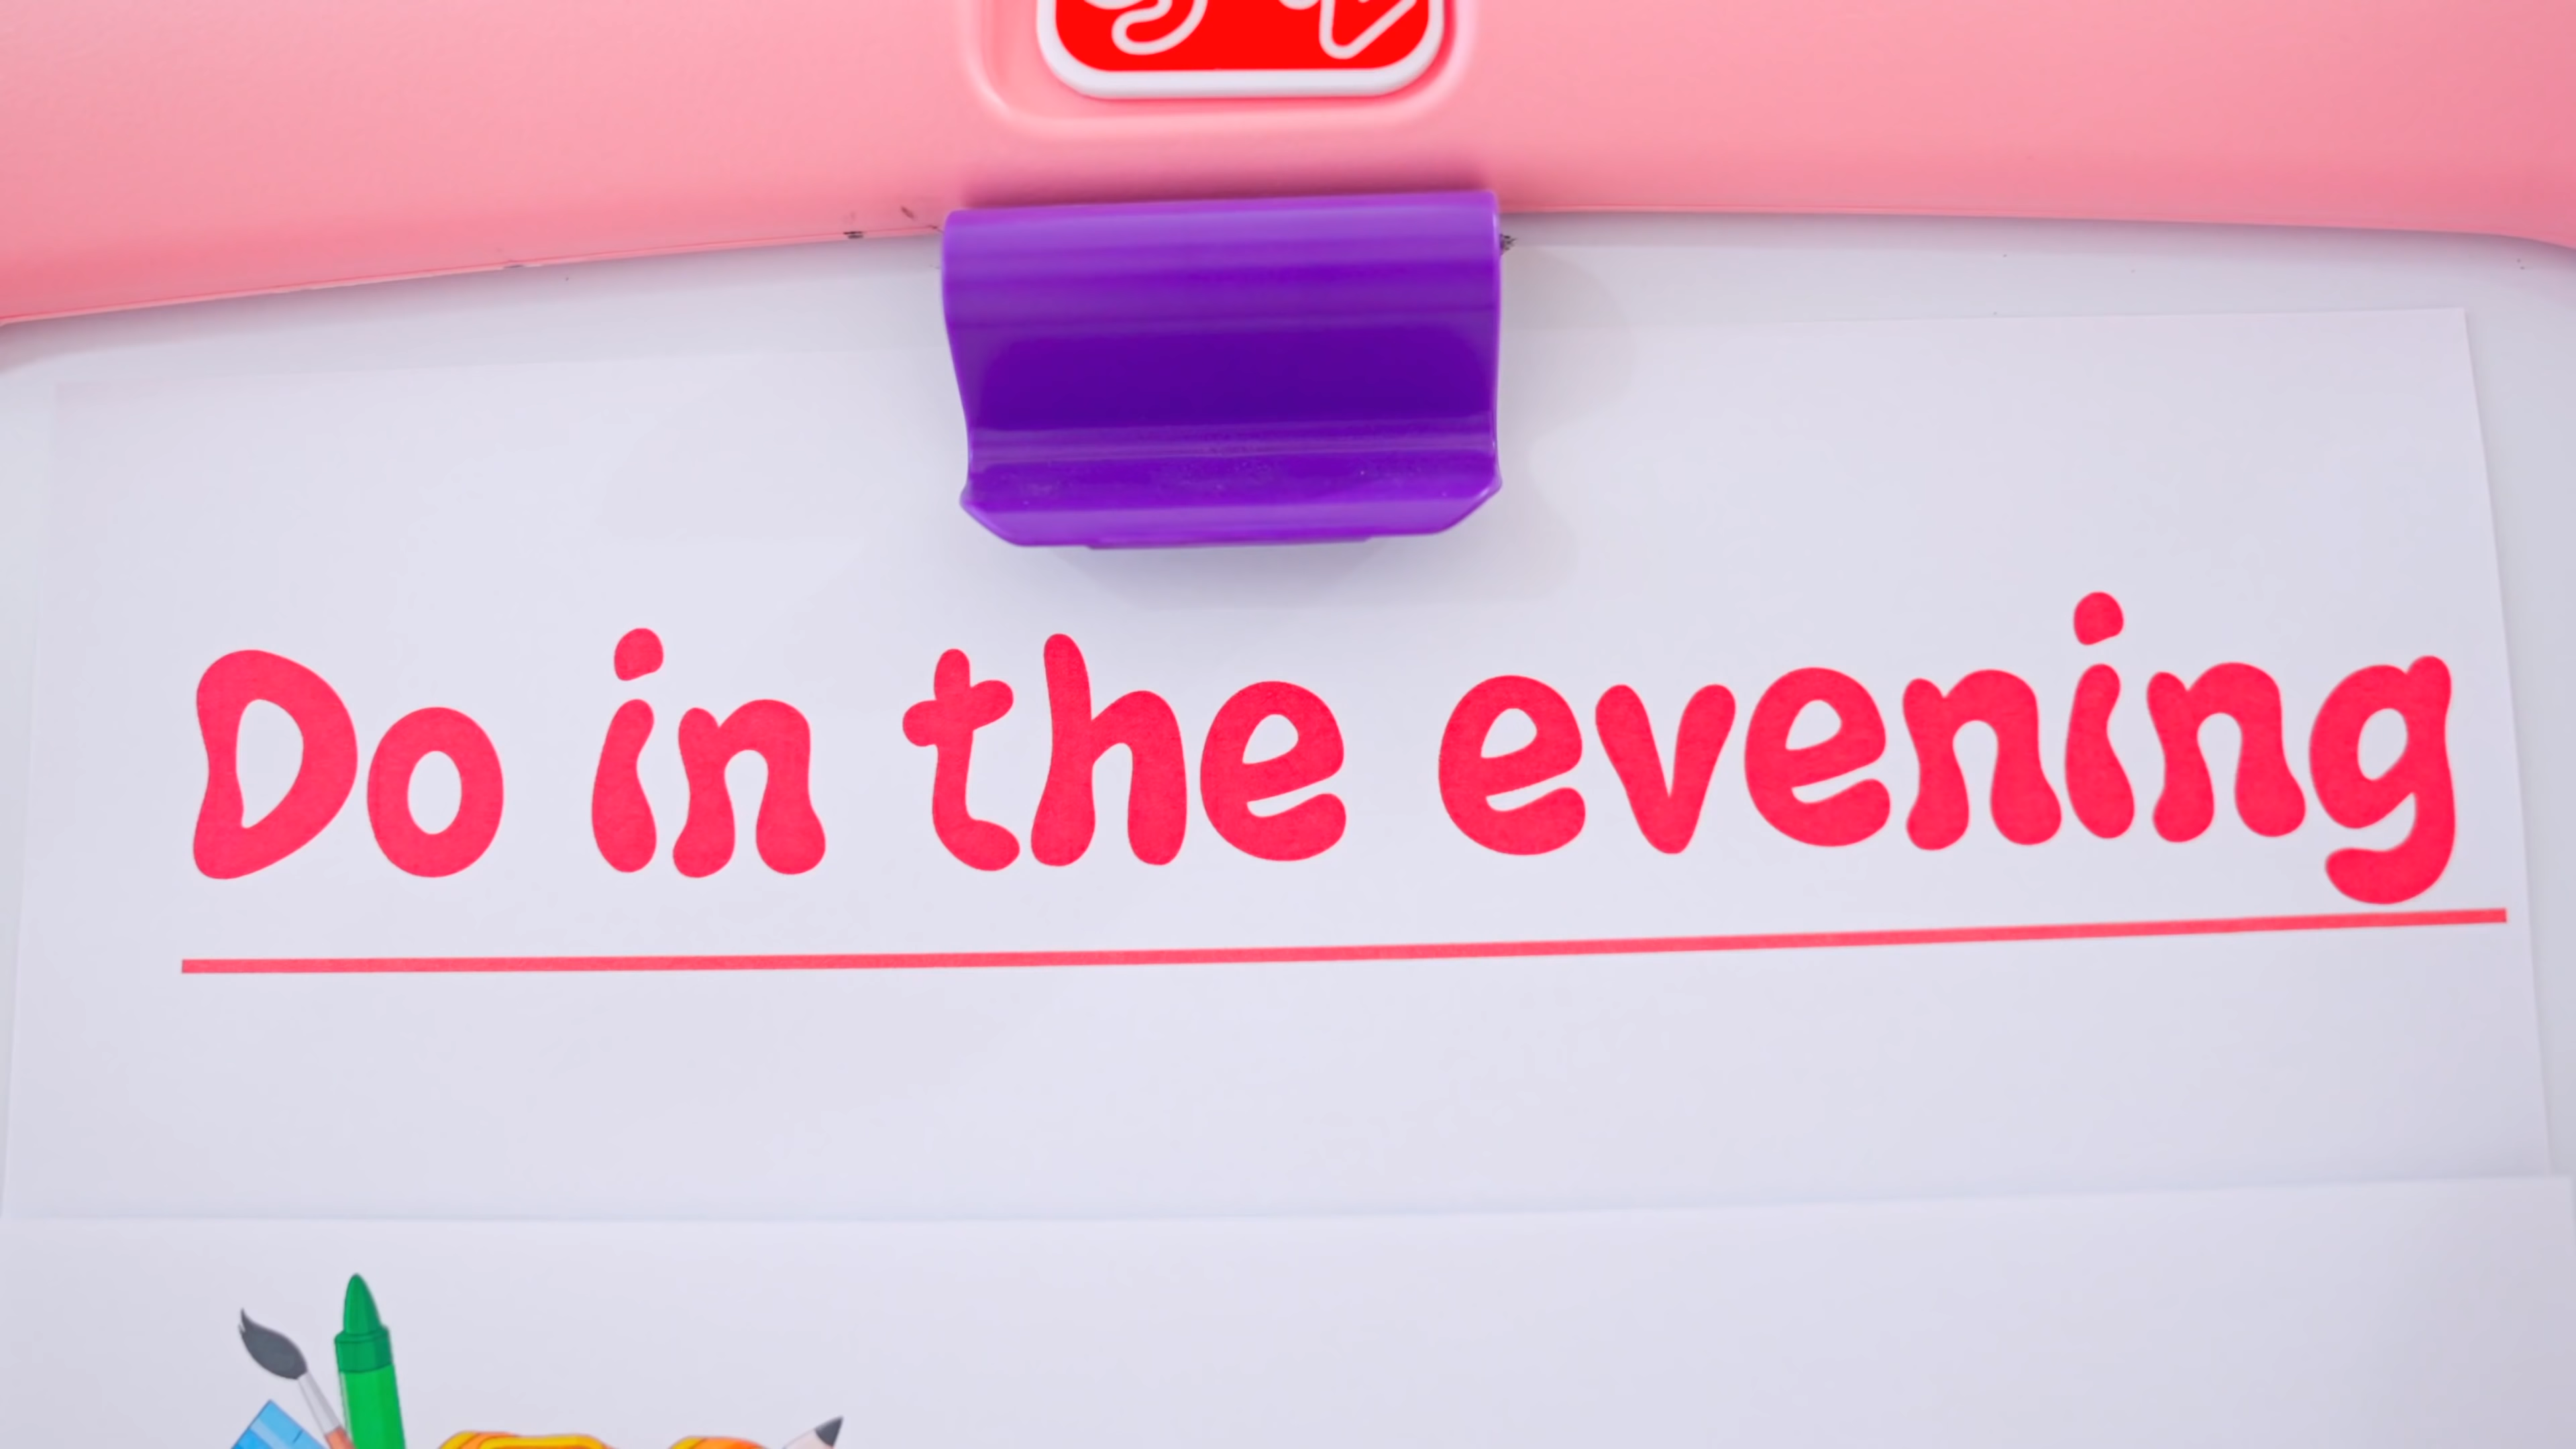 Do in the evening